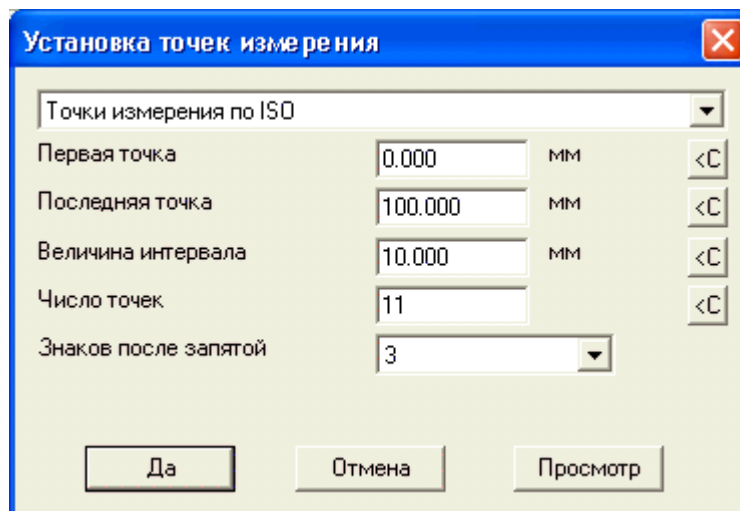 Установка точек измерения
Точки измерения по ISO
Первая точка 0.000 мм <C
Последняя точка 100.000 мм <C
Величина интервала 10.000 мм <C
Число точек 11 <C
Знаков после запятой 3
Да Отмена Просмотр